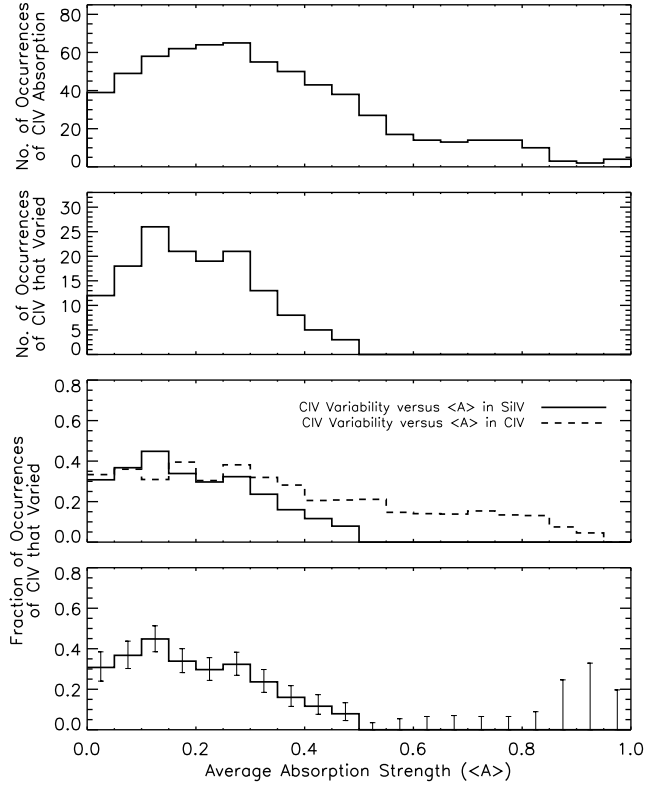 No. of Occurrences
of CIV Absorption
80
60
40
20
0
No. of Occurrences
of CIV that Varied
30
25
20
15
10
5
0
Fraction of Occurrences
of CIV that Varied
0.8
0.6
0.4
0.2
0.0
CIV Variability versus <A> in SiIV
CIV Variability versus <A> in CIV
0.8
0.6
0.4
0.2
0.0
0.0 0.2 0.4 0.6 0.8 1.0
Average Absorption Strength (<A>)